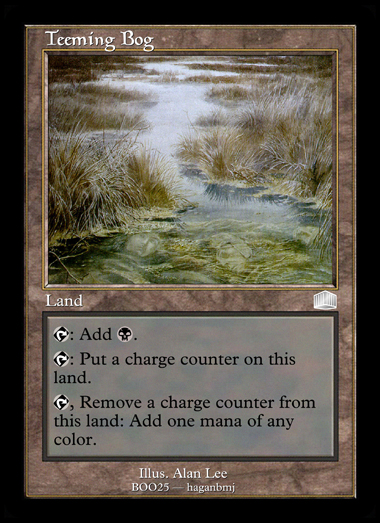 Teeming Bog
Land
: Add .
: Put a charge counter on this
land.
, Remove a charge counter from
this land: Add one mana of any
color.
Illus. Alan Lee
BOO25 — haganbmj